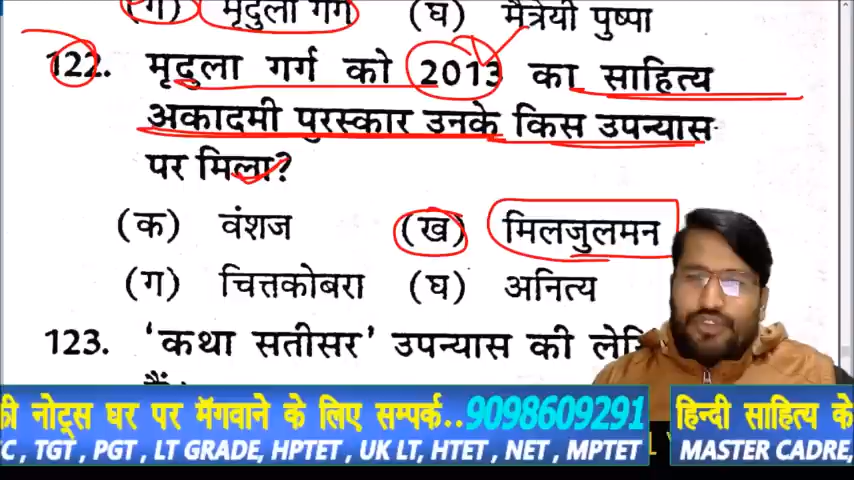 (ग) मृदुला गर्ग (घ) मैत्रेयी पुष्पा
122. मृदुला गर्ग को 2013 का साहित्य
अकादमी पुरस्कार उनके किस उपन्यास
पर मिला?
(क) वंशज (ख) मिलजुलमन
(ग) चित्तकोबरा (घ) अनित्य
123. 'कथा सतीसर' उपन्यास की
की नोट्स घर पर मॅगवाने के लिए सम्पर्क..9098609291 हिन्दी साहित्य के
TGT, PGT, LT GRADE, HPTET, UK LT, HTET, NET, MPTET MASTER CADRE,